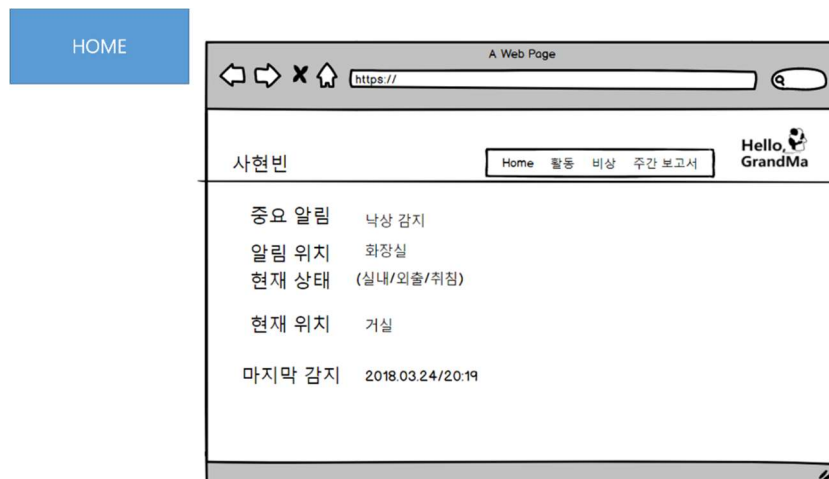 HOME
A Web Page
https://
사현빈
Home 활동 비상 주간 보고서
Hello,
GrandMa
중요 알림 낙상 감지
알림 위치 화장실
현재 상태 (실내/외출/취침)
현재 위치 거실
마지막 감지 2018.03.24/20:19